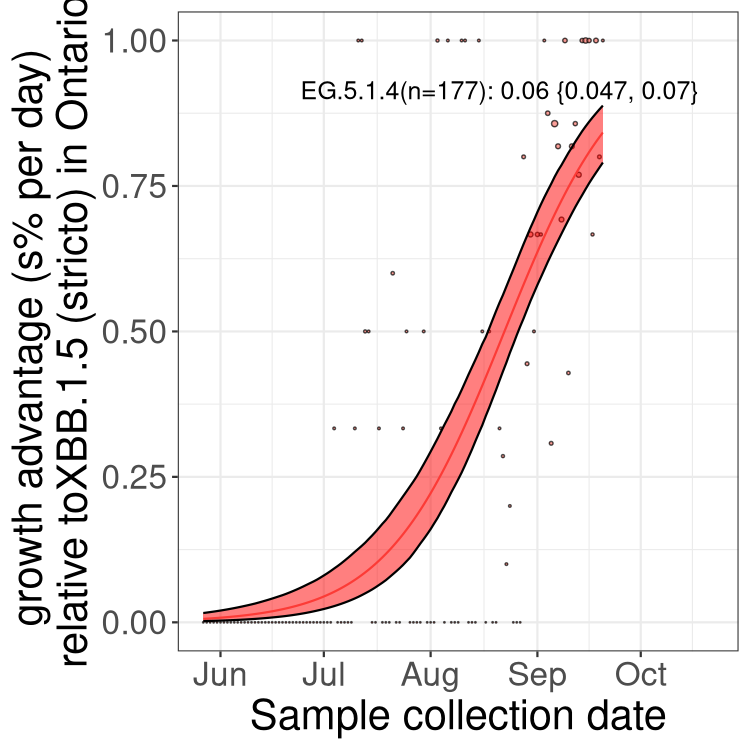 growth advantage (s% per day)
relative toXBB.1.5 (stricto) in Ontario
1.00
0.75
0.50
0.25
0.00
EG.5.1.4(n=177): 0.06 {0.047, 0.07}
Jun Jul Aug Sep Oct
Sample collection date